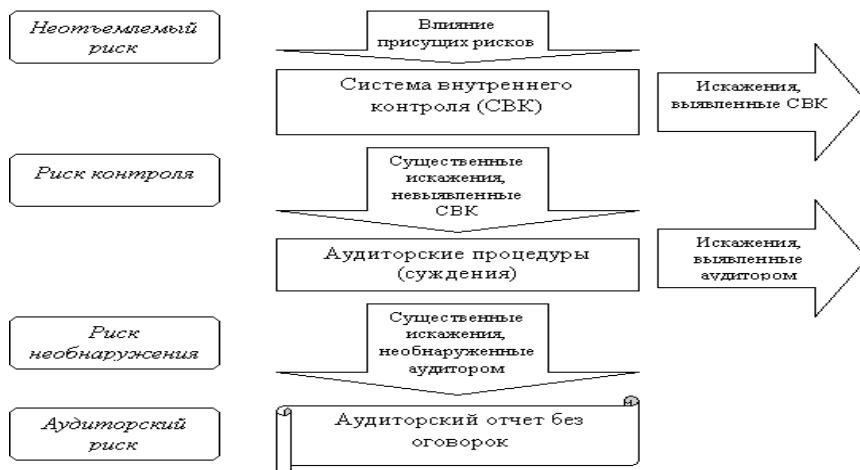 Неотъемлемый
риск
Влияние
присущих рисков
Система внутреннего
контроля (СВК)
Искажения,
выявленные СВК
Риск контроля
Существенные
искажения,
невыявленные
СВК
Аудиторские процедуры
(суждения)
Искажения,
выявленные
аудитором
Риск
необнаружения
Существенные
искажения,
необнаруженные
аудитором
Аудиторский
риск
Аудиторский отчет без
оговорок